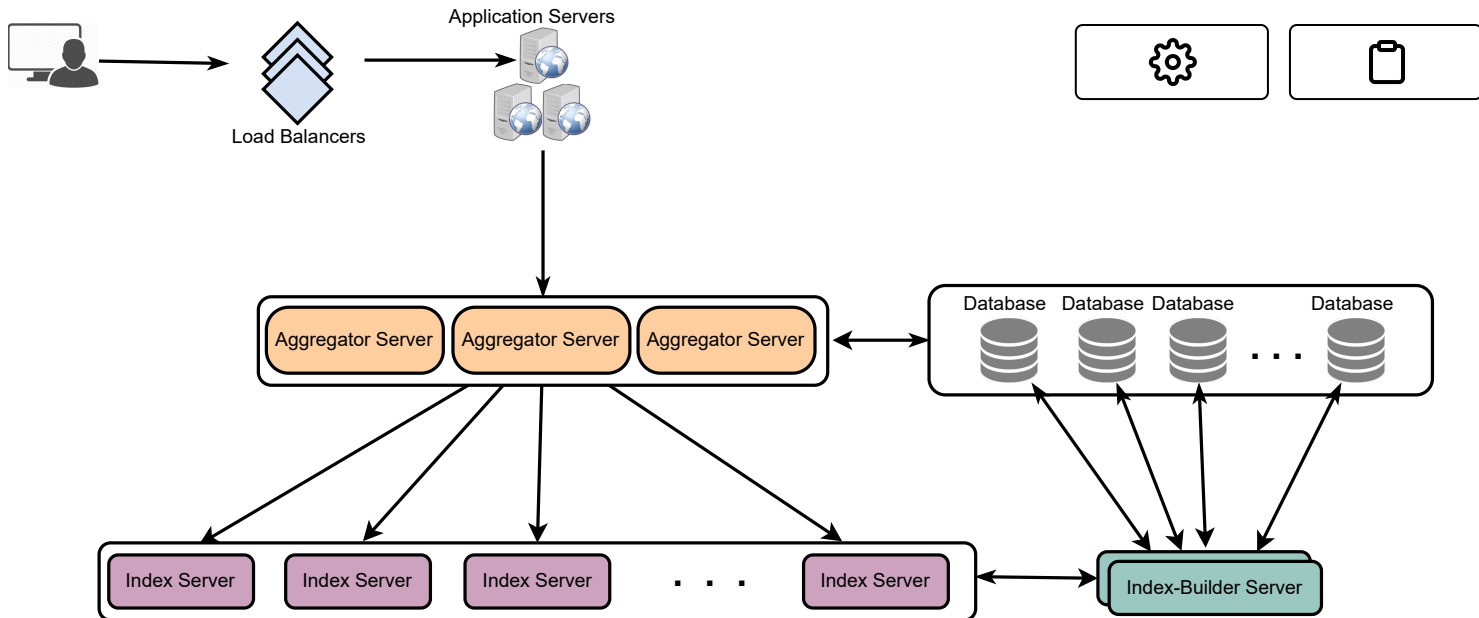 Application Servers
Load Balancers
Aggregator Server
Aggregator Server
Aggregator Server
Database
Database
Database
. . .
Database
Index Server
Index Server
Index Server
. . .
Index Server
Index-Builder Server